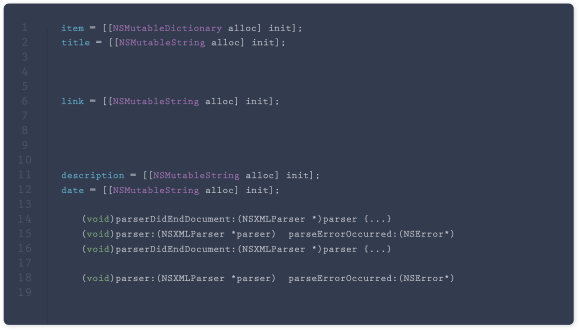 1 item = [[NSMutableDictionary alloc] init];
2 title = [[NSMutableString alloc] init];
3
4
5
6 link = [[NSMutableString alloc] init];
7
8
9
10
11 description = [[NSMutableString alloc] init];
12 date = [[NSMutableString alloc] init];
13
14 (void)parserDidEndDocument:(NSXMLParser *)parser {...}
15 (void)parser:(NSXMLParser *parser) parseErrorOccurred:(NSError*)
16 (void)parserDidEndDocument:(NSXMLParser *)parser {...}
17
18 (void)parser:(NSXMLParser *parser) parseErrorOccurred:(NSError*)
19